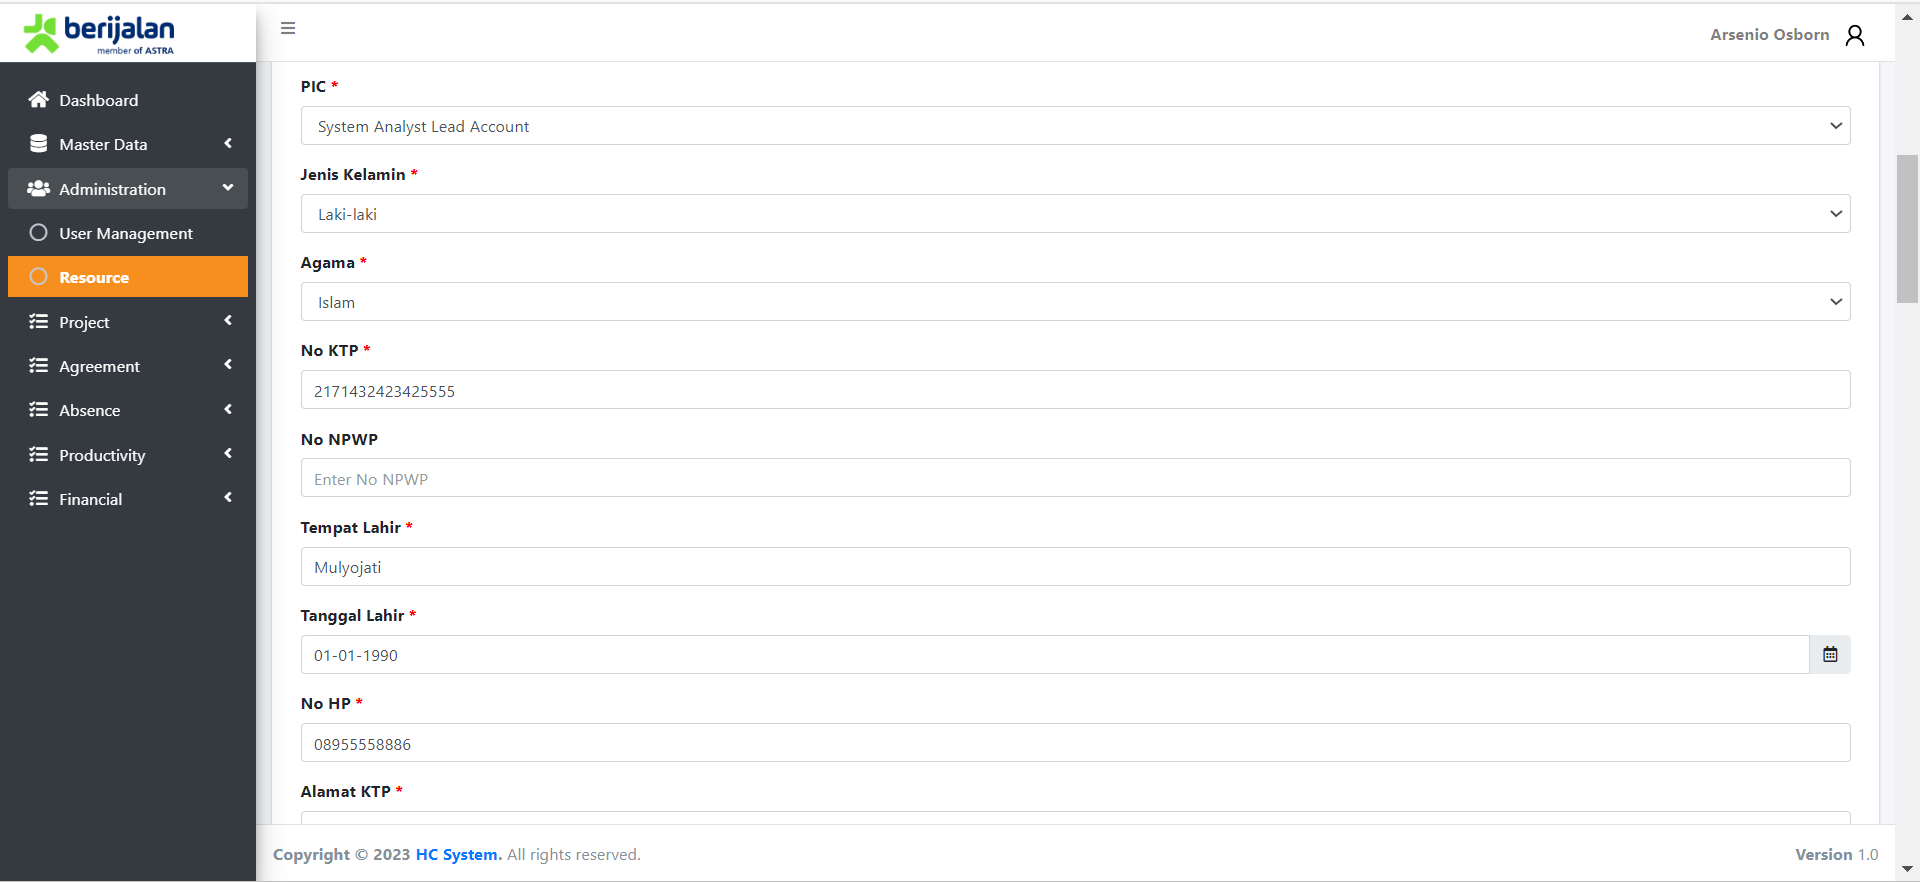 berijalan
member of ASTRA
Arsenio Osborn
Dashboard
Master Data
Administration
User Management
Resource
Project
Agreement
Absence
Productivity
Financial
PIC *
System Analyst Lead Account
Jenis Kelamin *
Laki-laki
Agama *
Islam
No KTP *
2171432423425555
No NPWP
Enter No NPWP
Tempat Lahir *
Mulyojati
Tanggal Lahir *
01-01-1990
No HP *
08955558886
Alamat KTP *
Copyright © 2023 HC System. All rights reserved.
Version 1.0